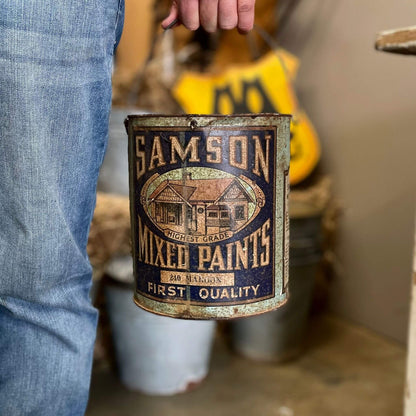 SAMSON
HIGHEST GRADE
MIXED PAINTS
240 MAROON
FIRST QUALITY